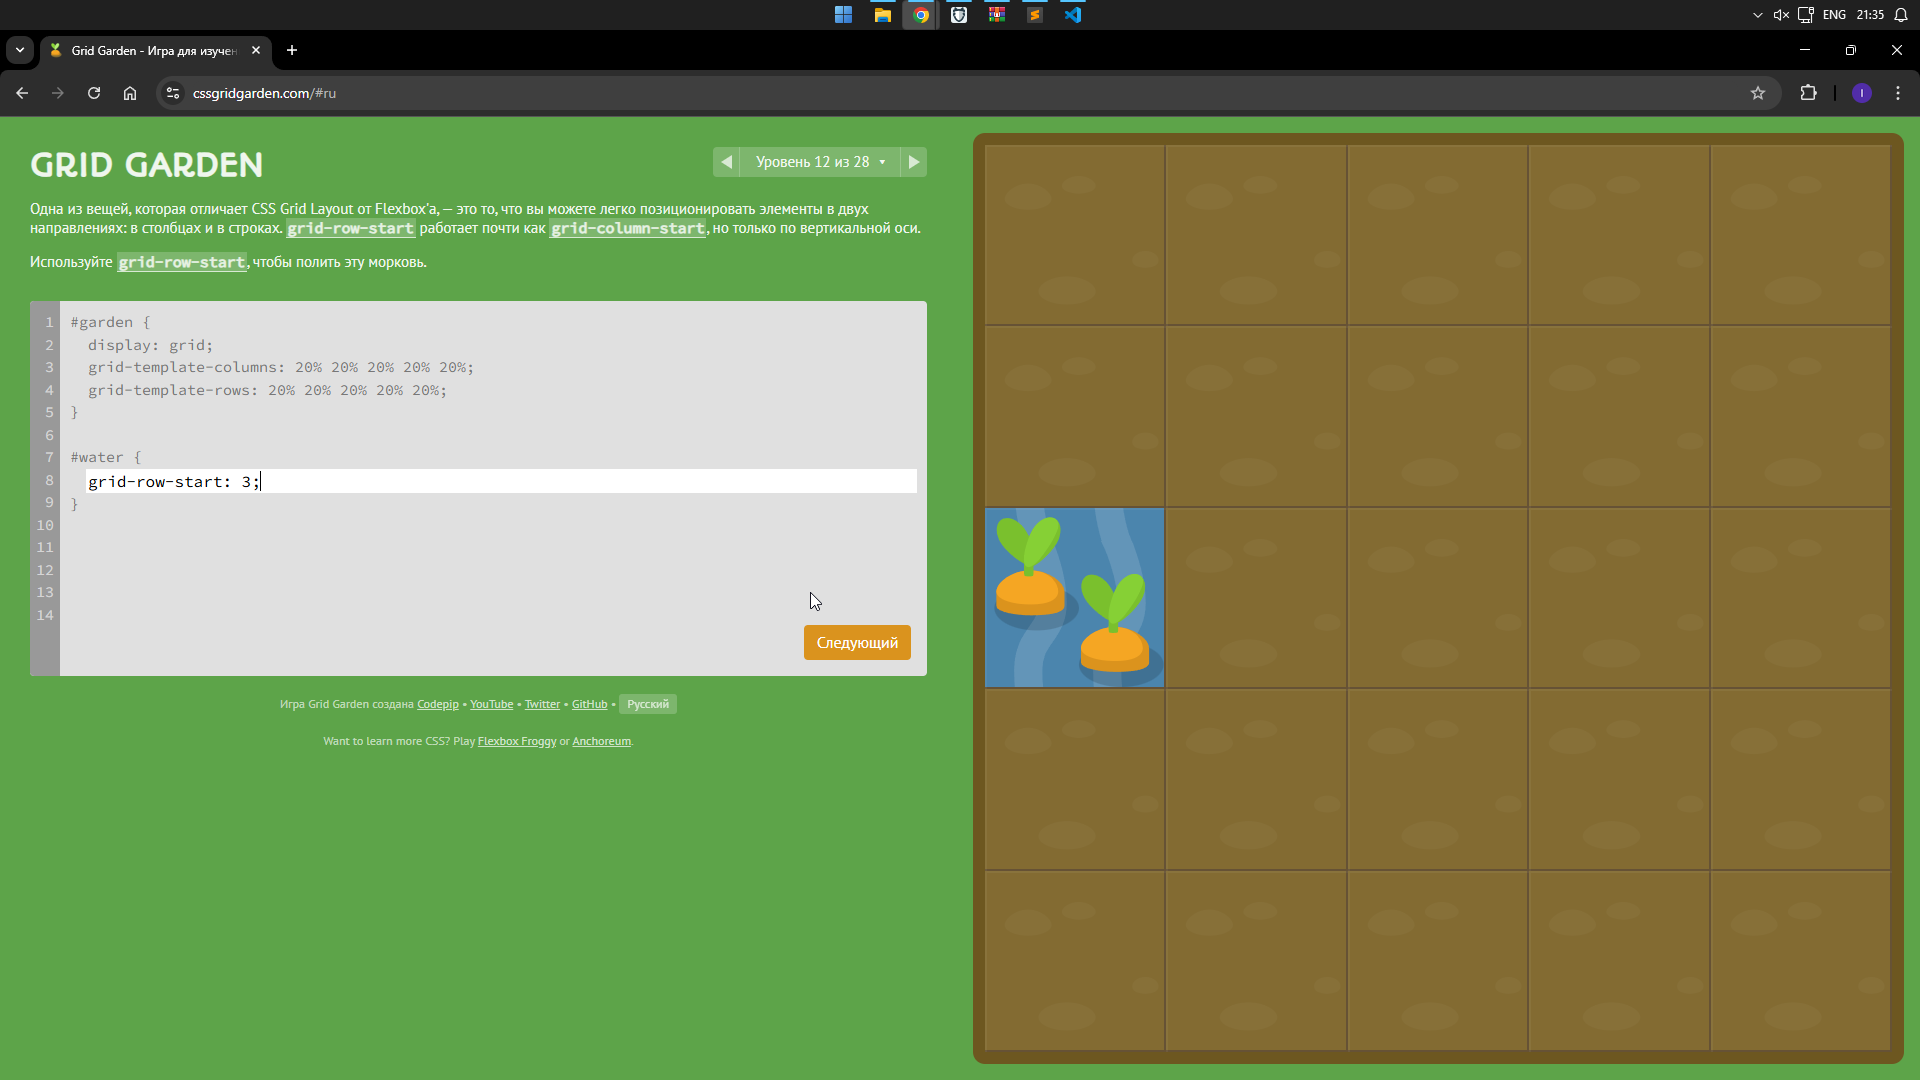 ENG 21:35
Grid Garden - Игра для изучен
cssgridgarden.com/#ru
I
GRID GARDEN
Уровень 12 из 28
Одна из вещей, которая отличает CSS Grid Layout от Flexbox'а, — это то, что вы можете легко позиционировать элементы в двух
направлениях: в столбцах и в строках. grid-row-start работает почти как grid-column-start, но только по вертикальной оси.
Используйте grid-row-start, чтобы полить эту морковь.
1 #garden {
2 display: grid;
3 grid-template-columns: 20% 20% 20% 20% 20%;
4 grid-template-rows: 20% 20% 20% 20% 20%;
5 }
6
7 #water {
8 grid-row-start: 3;
9 }
10
11
12
13
14
Следующий
Игра Grid Garden создана Codepip • YouTube • Twitter • GitHub • Русский
Want to learn more CSS? Play Flexbox Froggy or Anchoreum.